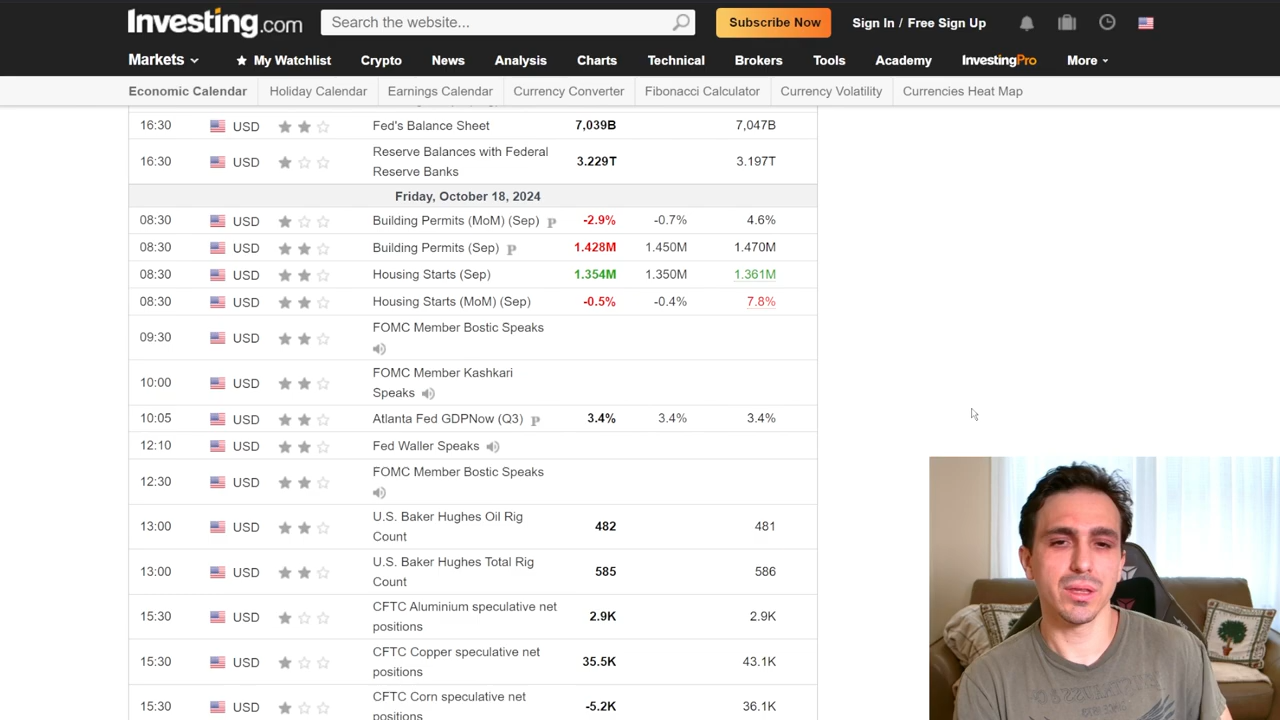 Investing.com
Search the website...
Subscribe Now
Sign In / Free Sign Up
Markets
My Watchlist
Crypto
News
Analysis
Charts
Technical
Brokers
Tools
Academy
InvestingPro
More
Economic Calendar
Holiday Calendar
Earnings Calendar
Currency Converter
Fibonacci Calculator
Currency Volatility
Currencies Heat Map
16:30 USD Fed's Balance Sheet 7,039B 7,047B
16:30 USD Reserve Balances with Federal 3.229T 3.197T
Reserve Banks
Friday, October 18, 2024
08:30 USD Building Permits (MoM) (Sep) P -2.9% -0.7% 4.6%
08:30 USD Building Permits (Sep) P 1.428M 1.450M 1.470M
08:30 USD Housing Starts (Sep) 1.354M 1.350M 1.361M
08:30 USD Housing Starts (MoM) (Sep) -0.5% -0.4% 7.8%
09:30 USD FOMC Member Bostic Speaks
10:00 USD FOMC Member Kashkari
Speaks
10:05 USD Atlanta Fed GDPNow (Q3) P 3.4% 3.4% 3.4%
12:10 USD Fed Waller Speaks
12:30 USD FOMC Member Bostic Speaks
13:00 USD U.S. Baker Hughes Oil Rig 482 481
Count
13:00 USD U.S. Baker Hughes Total Rig 585 586
Count
15:30 USD CFTC Aluminium speculative net 2.9K 2.9K
positions
15:30 USD CFTC Copper speculative net 35.5K 43.1K
positions
15:30 USD CFTC Corn speculative net -5.2K 36.1K
positions